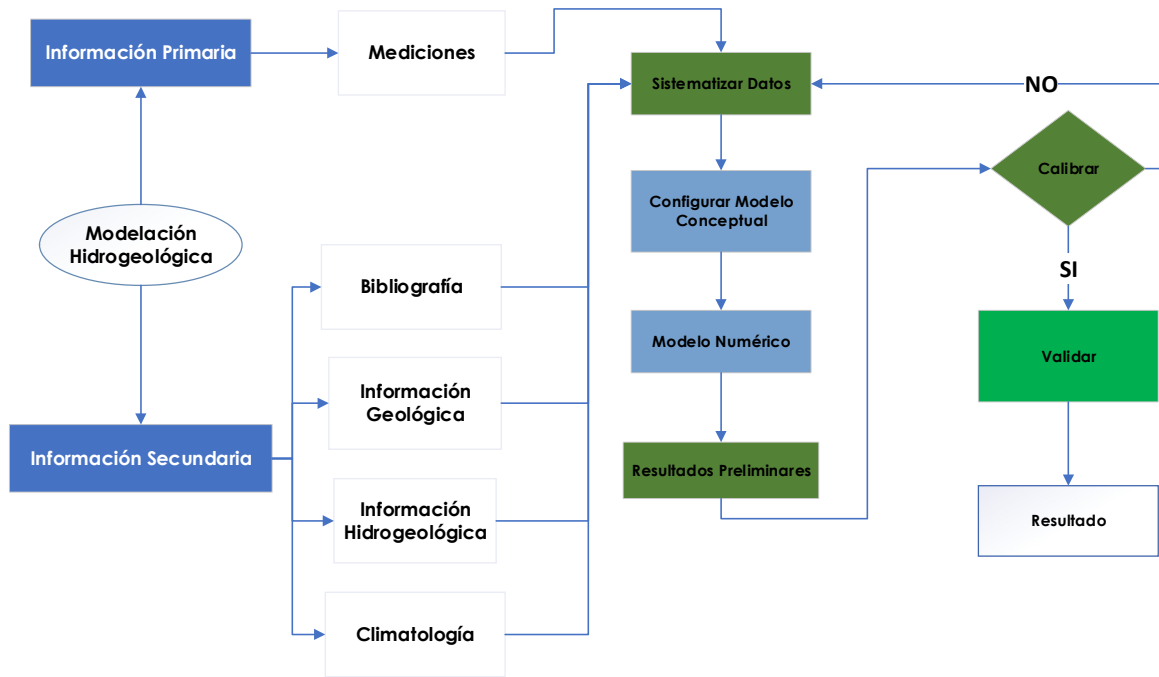 Información Primaria
Mediciones
Sistematizar Datos
NO
Calibrar
Configurar Modelo
Conceptual
Modelación
Hidrogeológica
SI
Bibliografía
Modelo Numérico
Validar
Información
Geológica
Información Secundaria
Resultados Preliminares
Información
Hidrogeológica
Resultado
Climatología